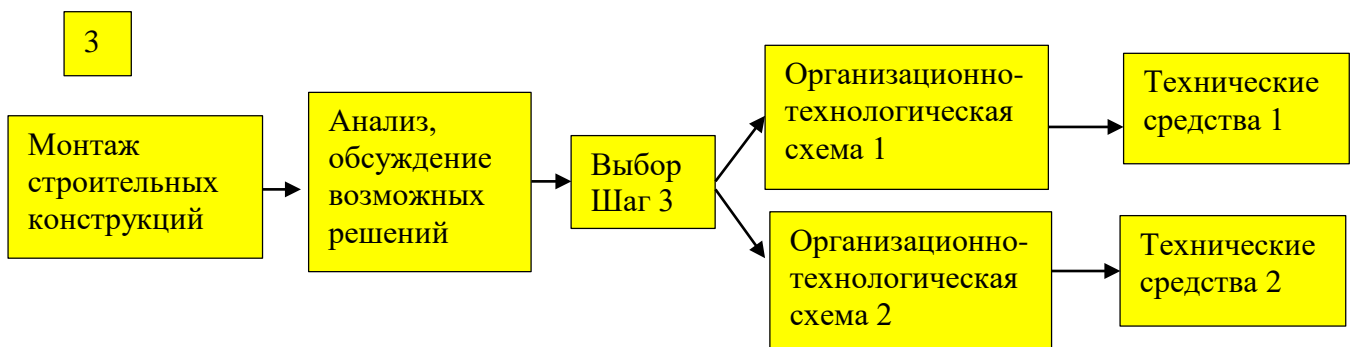 3
Монтаж
строительных
конструкций
Анализ,
обсуждение
возможных
решений
Выбор
Шаг 3
Организационно-
технологическая
схема 1
Технические
средства 1
Организационно-
технологическая
схема 2
Технические
средства 2